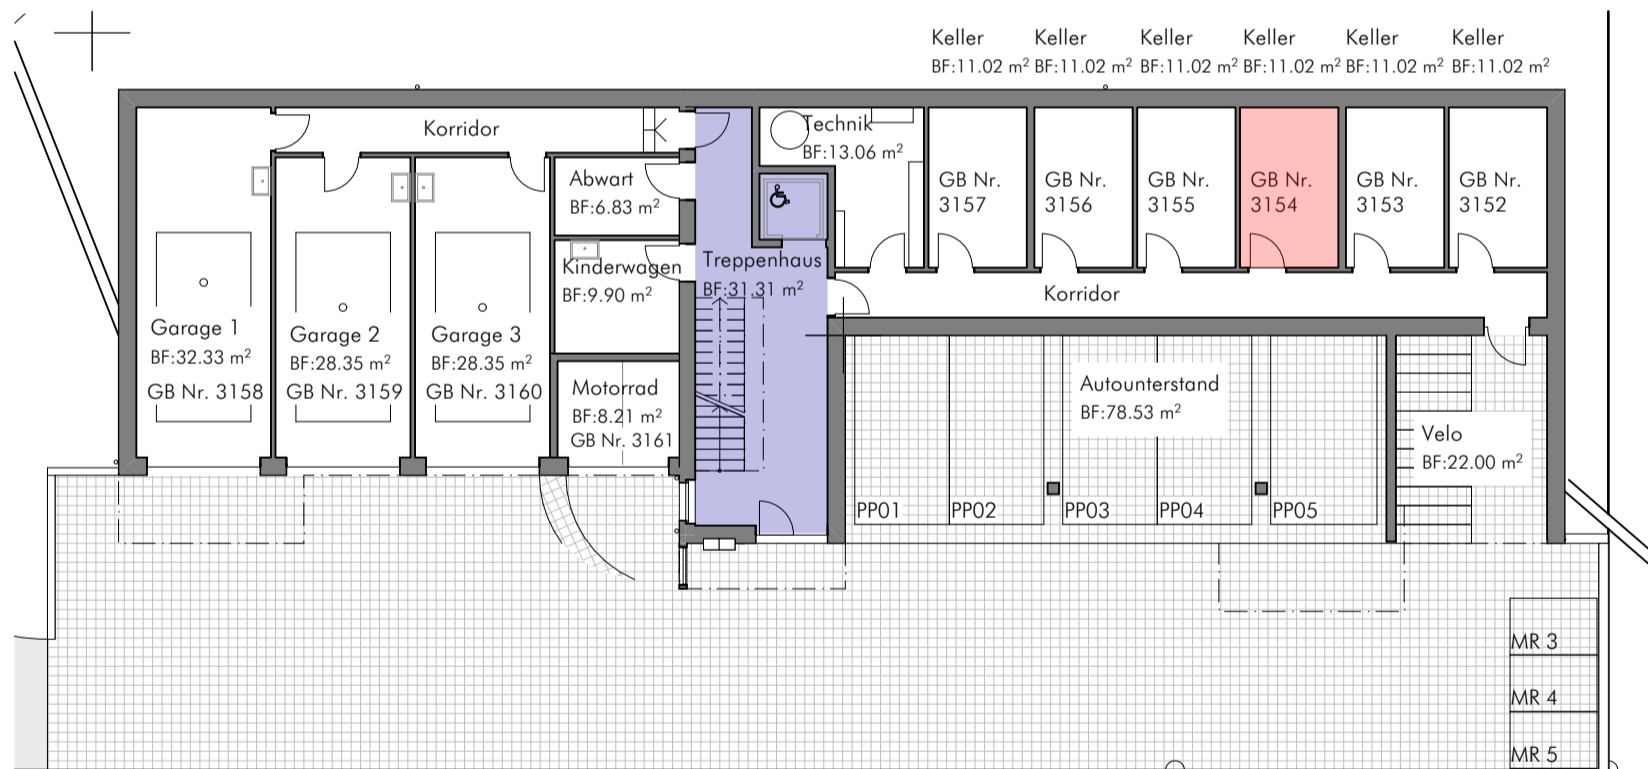 Keller Keller Keller Keller Keller Keller
BF:11.02 m² BF:11.02 m² BF:11.02 m² BF:11.02 m² BF:11.02 m² BF:11.02 m²
Korridor
Technik
BF:13.06 m²
Abwart
BF:6.83 m²
GB Nr.
3157
GB Nr.
3156
GB Nr.
3155
GB Nr.
3154
GB Nr.
3153
GB Nr.
3152
Kinderwagen
BF:9.90 m²
Treppenhaus
BF:31.31 m²
Korridor
Garage 1
BF:32.33 m²
GB Nr. 3158
Garage 2
BF:28.35 m²
GB Nr. 3159
Garage 3
BF:28.35 m²
GB Nr. 3160
Motorrad
BF:8.21 m²
GB Nr. 3161
Autounterstand
BF:78.53 m²
Velo
BF:22.00 m²
PP01
PP02
PP03
PP04
PP05
MR 3
MR 4
MR 5